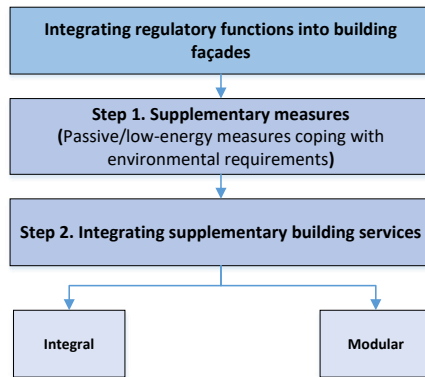 Integrating regulatory functions into building
façades
Step 1. Supplementary measures
(Passive/low-energy measures coping with
environmental requirements)
Step 2. Integrating supplementary building services
Integral
Modular